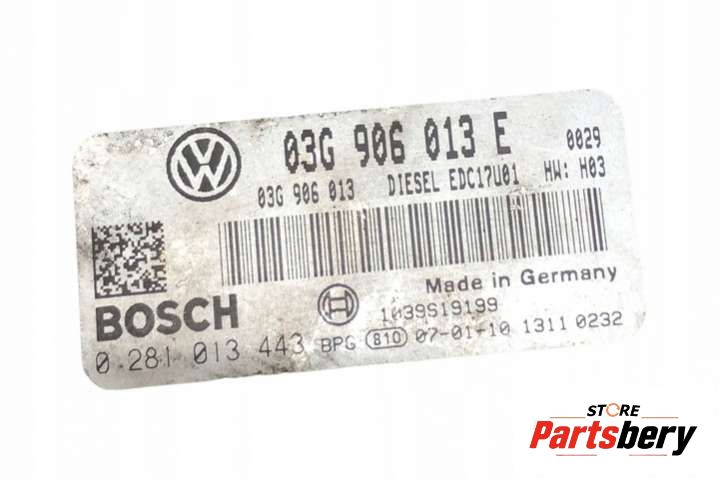 03G 906 013 E 0029
03G 906 013 DIESEL EDC17U01 HW: H03
Made in Germany
BOSCH 1039S19199
0 281 013 443 BPG 810 07-01-10 1311 0232
STORE
Partsbery